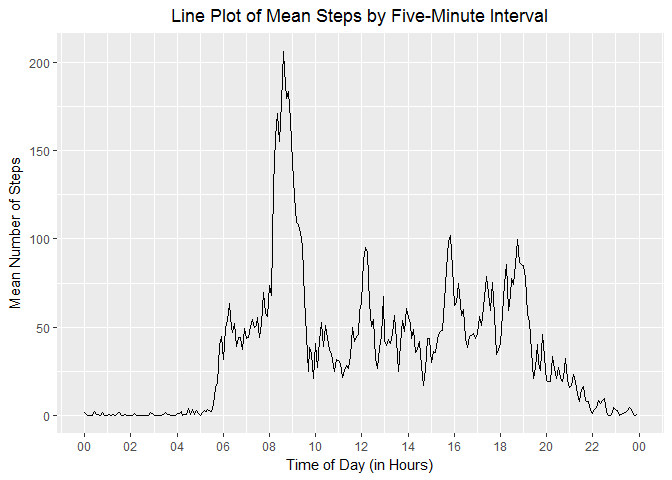 Line Plot of Mean Steps by Five-Minute Interval
Mean Number of Steps
200
150
100
50
0
00 02 04 06 08 10 12 14 16 18 20 22 00
Time of Day (in Hours)